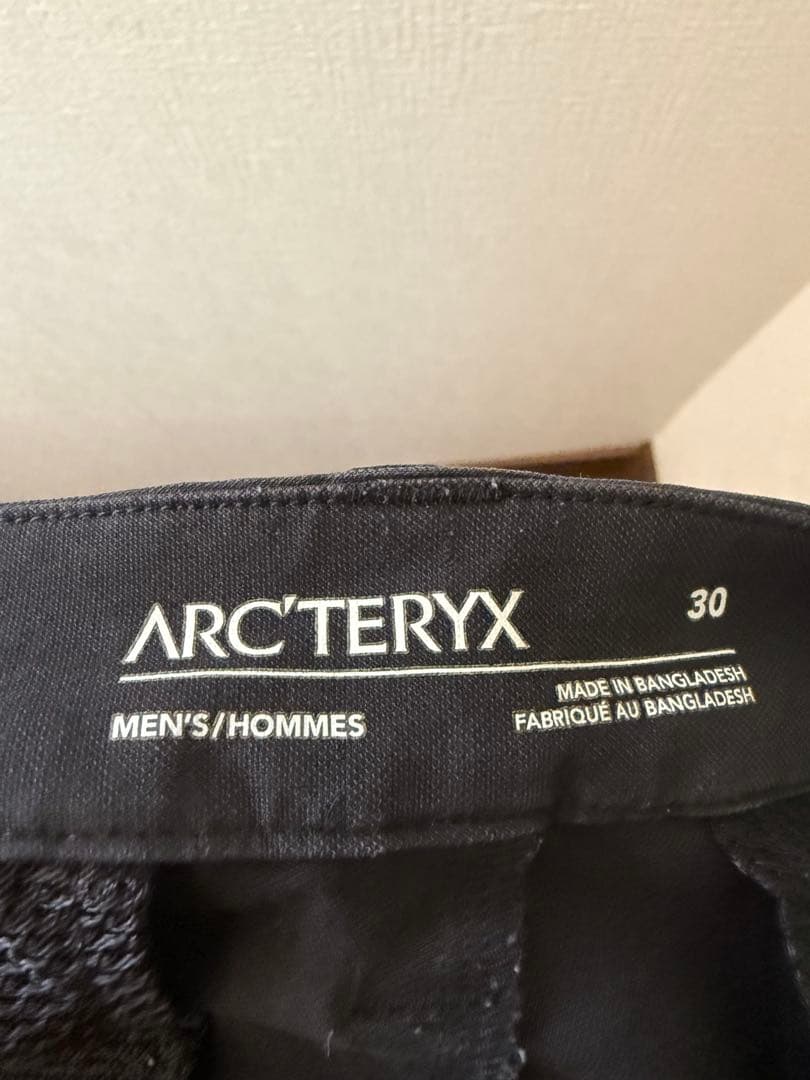 ARC'TERYX
30
MEN'S/HOMMES
MADE IN BANGLADESH
FABRIQUÉ AU BANGLADESH